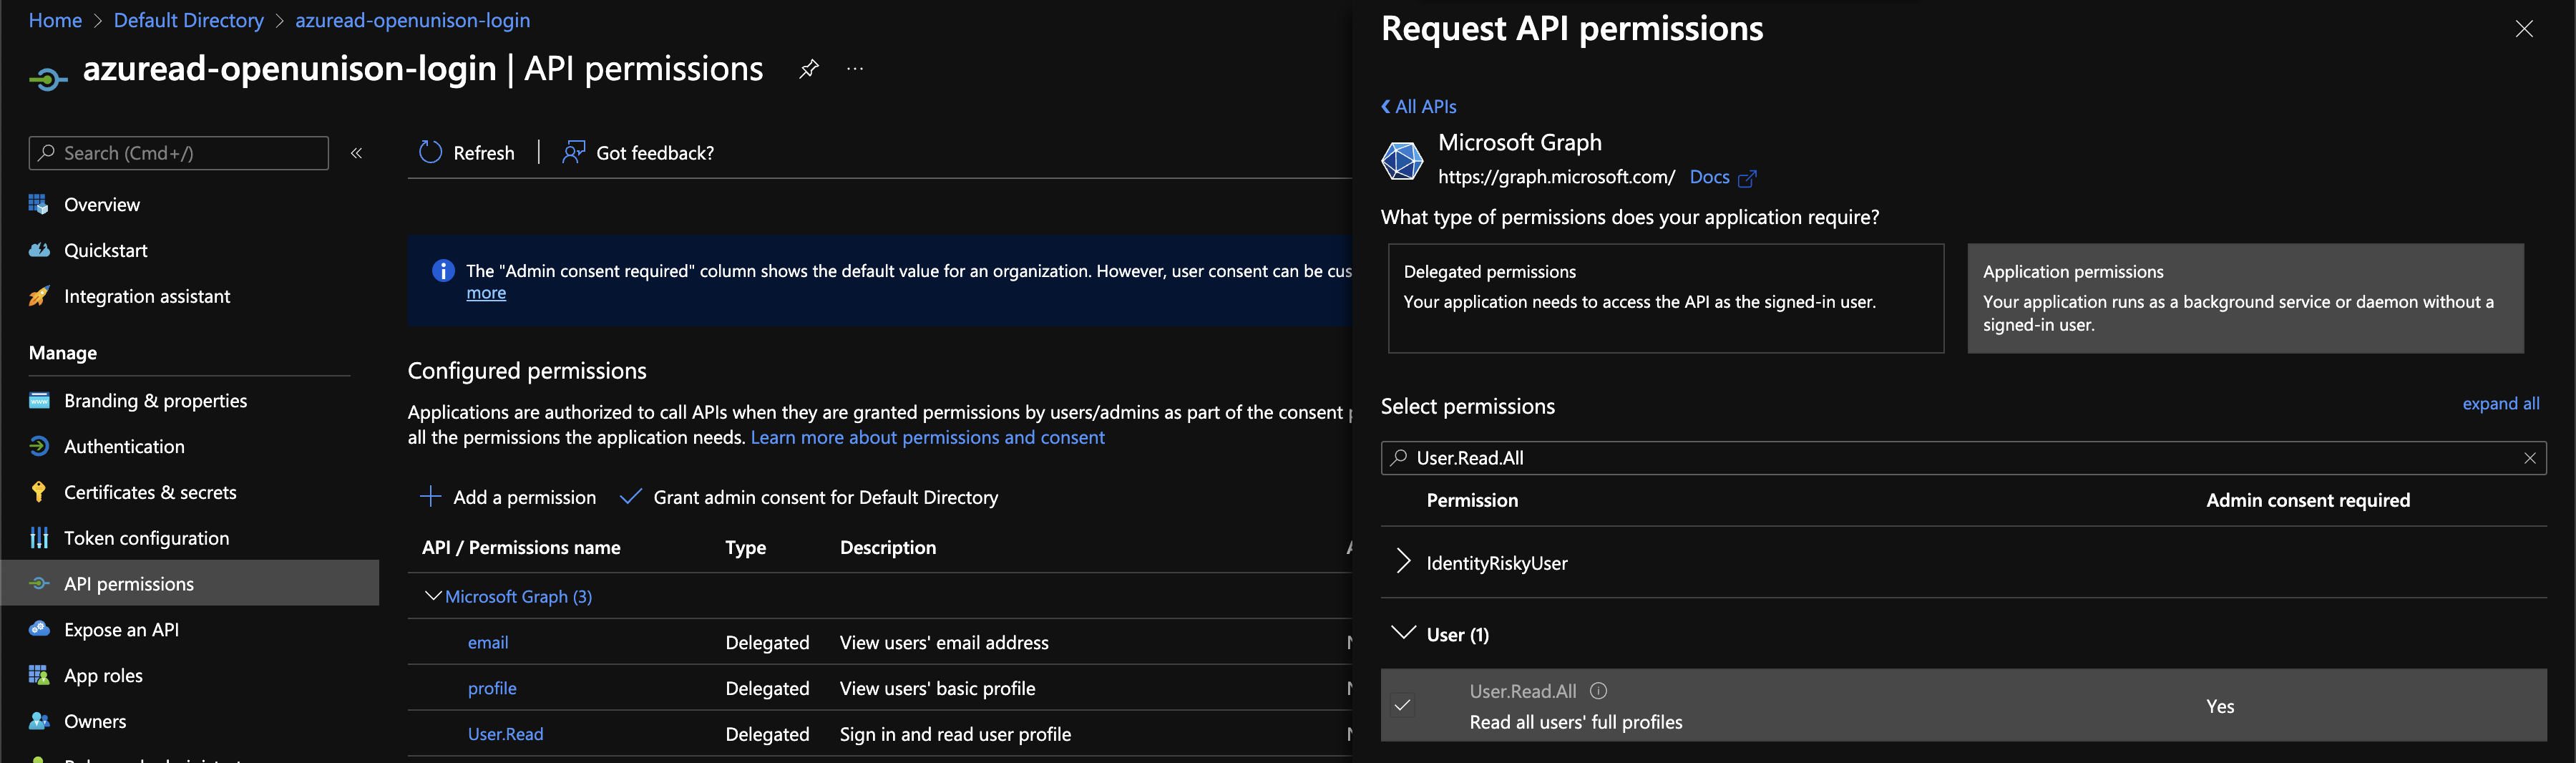 Home > Default Directory > azuread-openunison-login
azuread-openunison-login | API permissions
Search (Cmd+/)
Overview
Quickstart
Integration assistant
Manage
Branding & properties
Authentication
Certificates & secrets
Token configuration
API permissions
Expose an API
App roles
Owners
Refresh | Got feedback?
The "Admin consent required" column shows the default value for an organization. However, user consent can be cus
more
Configured permissions
Applications are authorized to call APIs when they are granted permissions by users/admins as part of the consent
all the permissions the application needs. Learn more about permissions and consent
Add a permission Grant admin consent for Default Directory
API / Permissions name Type Description
Microsoft Graph (3)
email Delegated View users' email address
profile Delegated View users' basic profile
User.Read Delegated Sign in and read user profile
Request API permissions
All APIs
Microsoft Graph
https://graph.microsoft.com/ Docs
What type of permissions does your application require?
Delegated permissions
Your application needs to access the API as the signed-in user.
Application permissions
Your application runs as a background service or daemon without a
signed-in user.
Select permissions expand all
User.Read.All
Permission Admin consent required
IdentityRiskyUser
User (1)
User.Read.All
Read all users' full profiles Yes